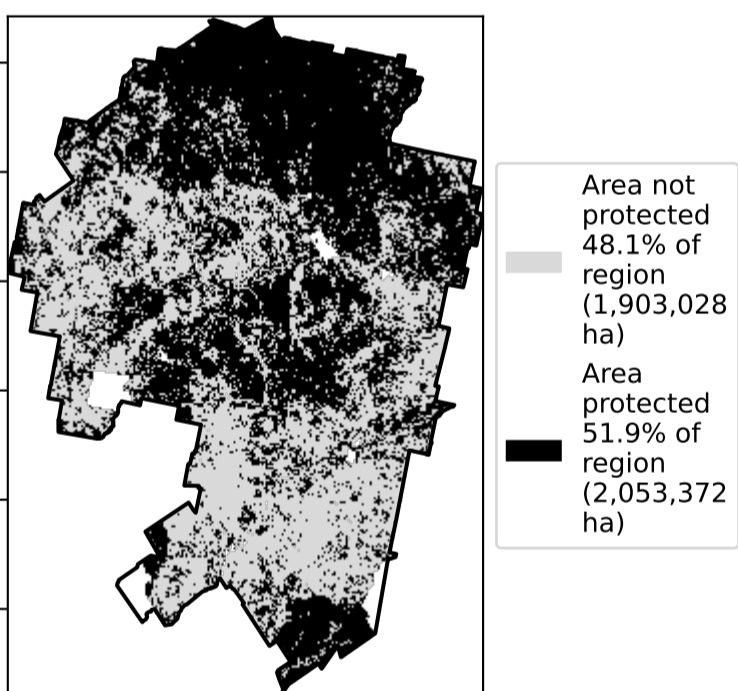 Area not
protected
48.1% of
region
(1,903,028
ha)
Area
protected
51.9% of
region
(2,053,372
ha)